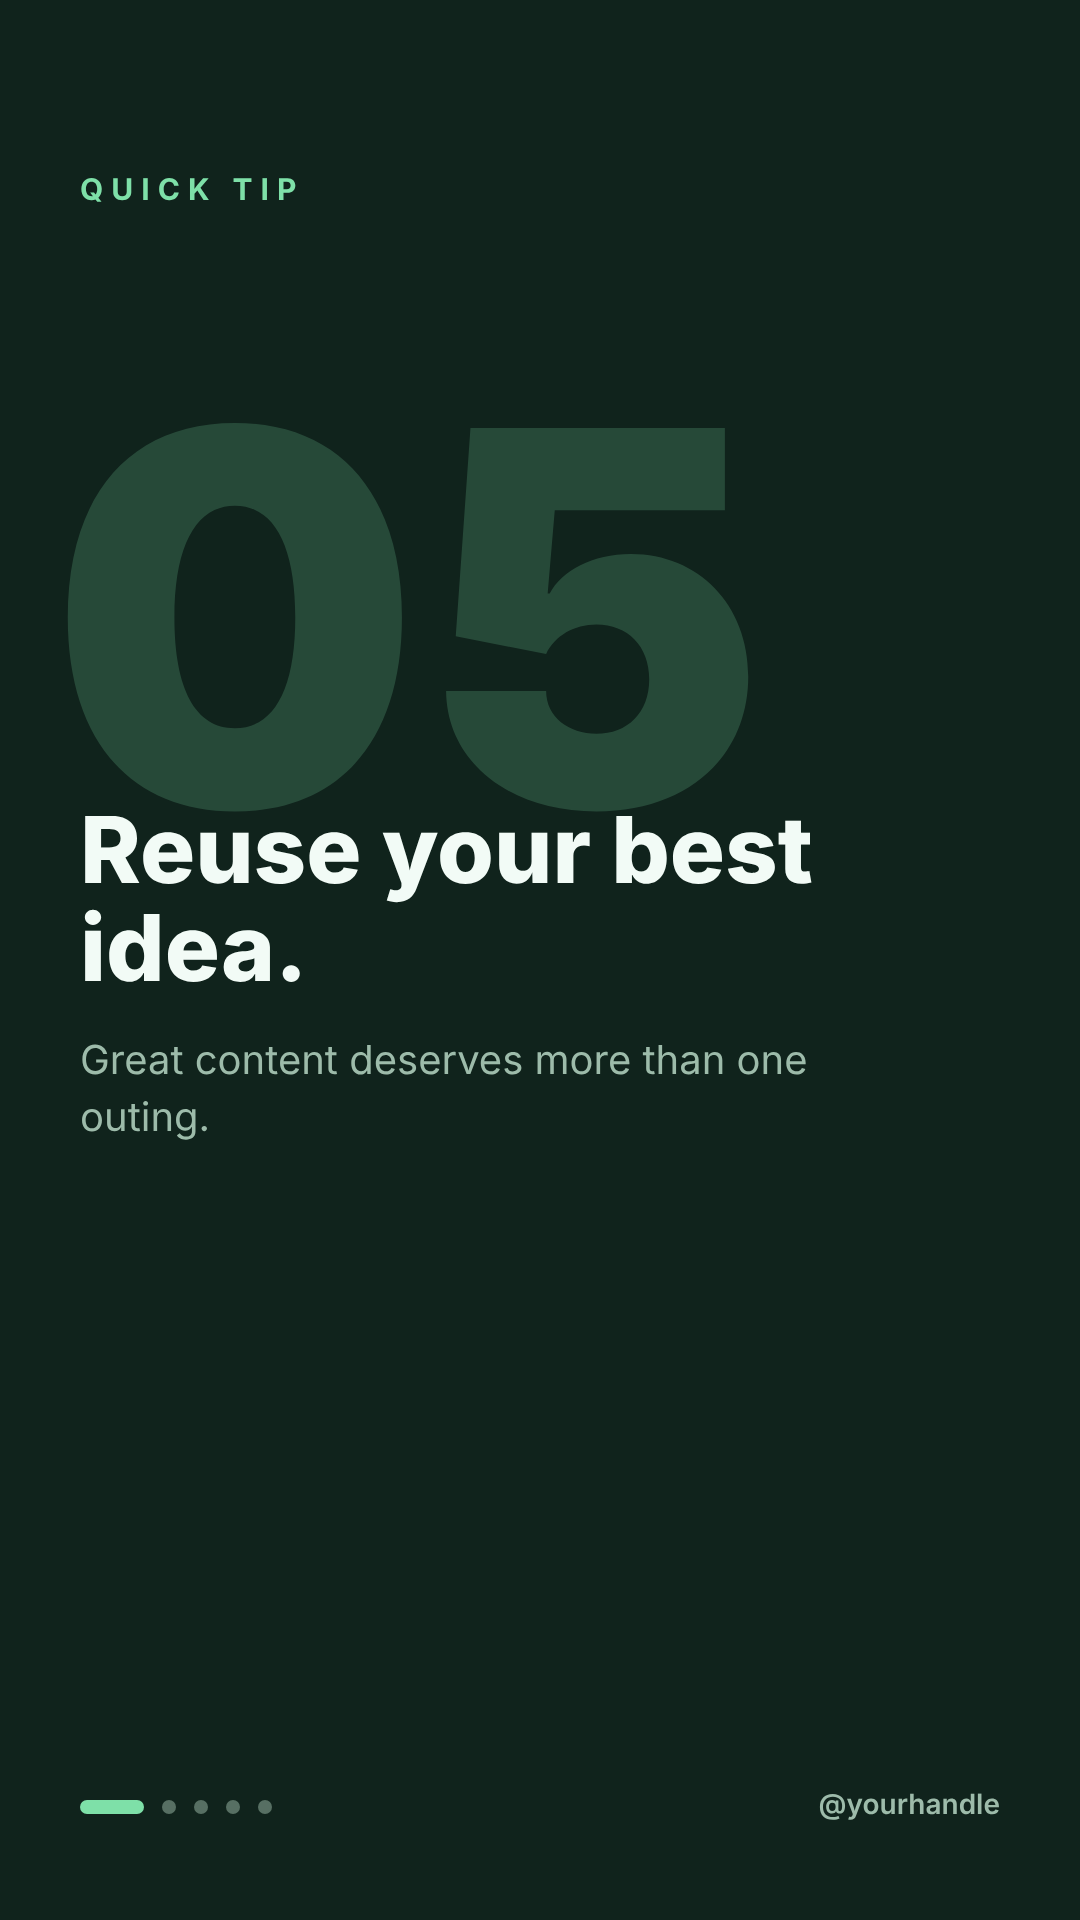 QUICK TIP
05
Reuse your best
idea.
Great content deserves more than one
outing.
@yourhandle